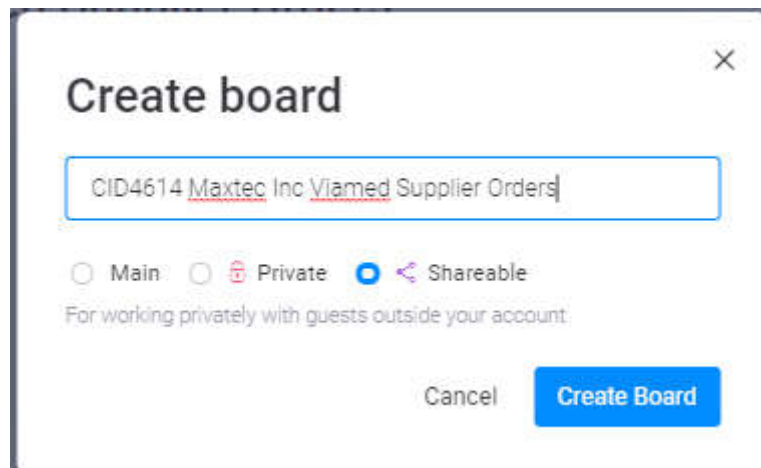 Create board
CID4614 Maxtec Inc Viamed Supplier Orders
Main Private Shareable
For working privately with guests outside your account
Cancel Create Board